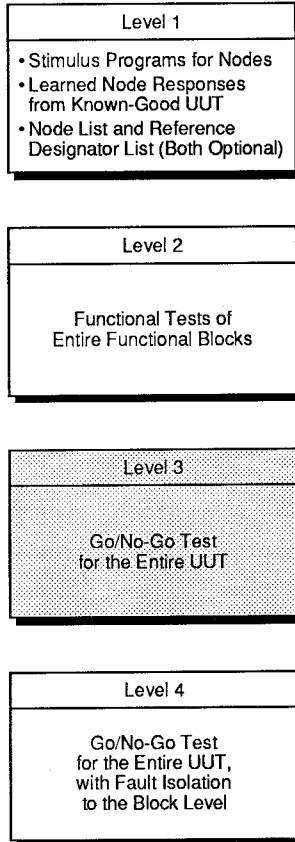 Level 1
• Stimulus Programs for Nodes
• Learned Node Responses
from Known-Good UUT
• Node List and Reference
Designator List (Both Optional)
Level 2
Functional Tests of
Entire Functional Blocks
Level 3
Go/No-Go Test
for the Entire UUT
Level 4
Go/No-Go Test
for the Entire UUT,
with Fault Isolation
to the Block Level